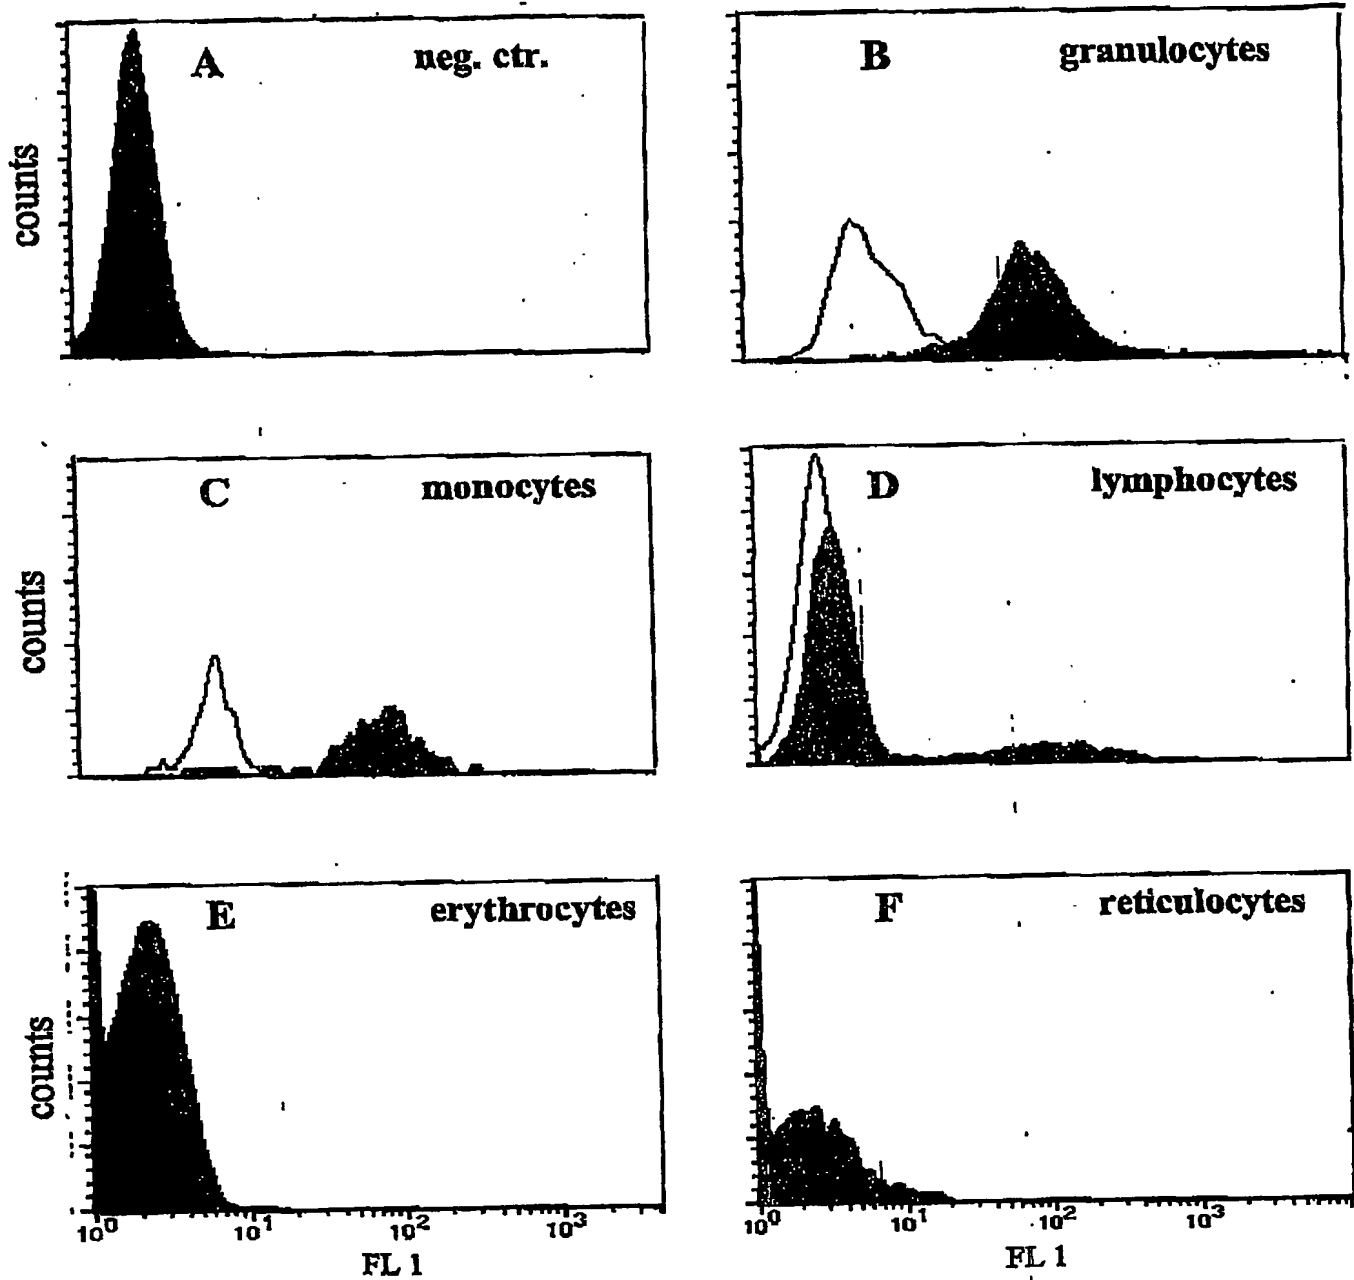 A neg. ctr.
B granulocytes
counts
C monocytes
D lymphocytes
counts
E erythrocytes
F reticulocytes
counts
10⁰ 10¹ 10² 10³
10⁰ 10¹ 10² 10³
FL 1
FL 1